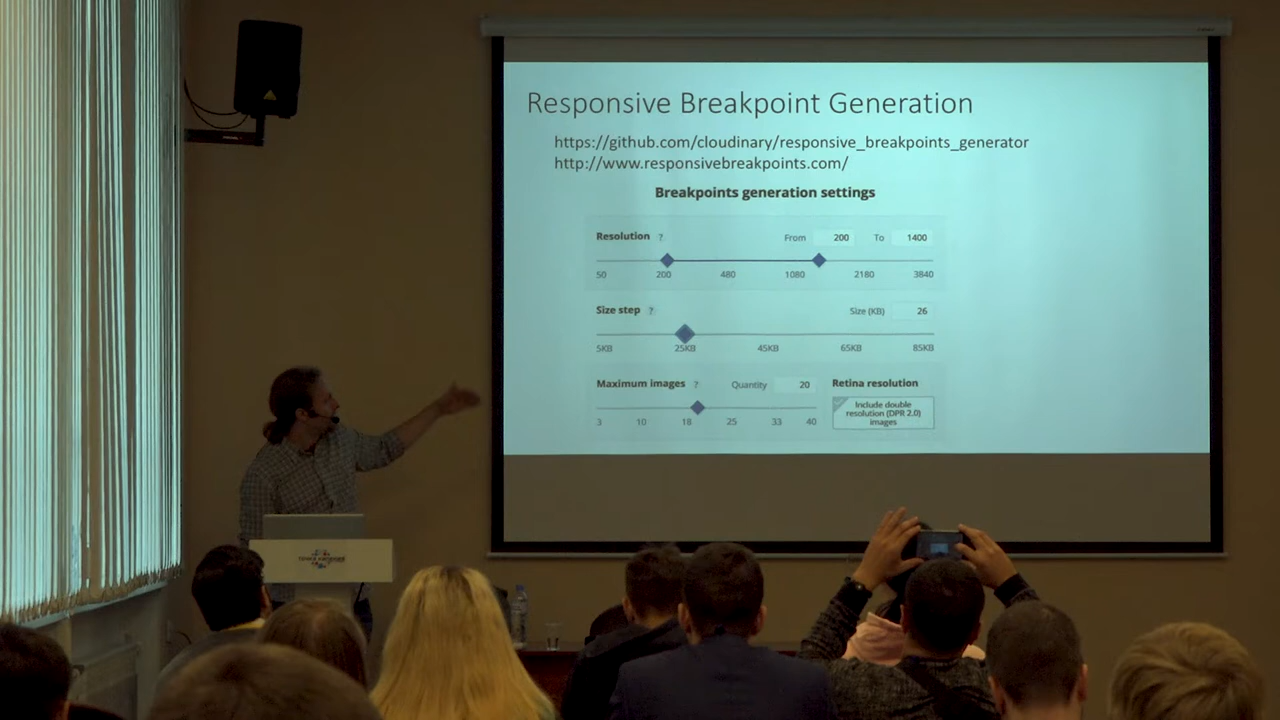 Responsive Breakpoint Generation
https://github.com/cloudinary/responsive_breakpoints_generator
http://www.responsivebreakpoints.com/
Breakpoints generation settings
Resolution ? From 200 To 1400
50 200 480 1080 2180 3840
Size step ? Size (KB) 26
5KB 25KB 45KB 65KB 85KB
Maximum images ? Quantity 20 Retina resolution
Include double
resolution (DPR 2.0)
images
3 10 18 25 33 40